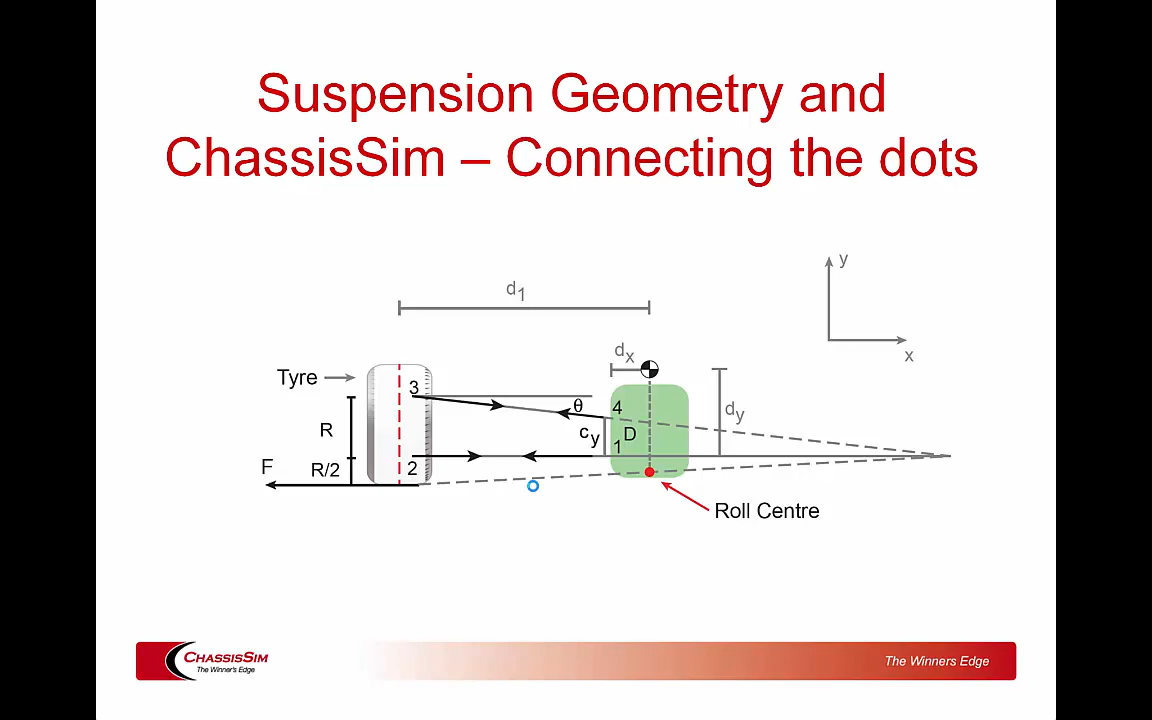 Suspension Geometry and
ChassisSim – Connecting the dots
y
d1
x
dx
Tyre
3
θ
4
dy
R
cy
D
1
F
R/2
2
Roll Centre
CHASSISSIM
The Winner's Edge
The Winners Edge